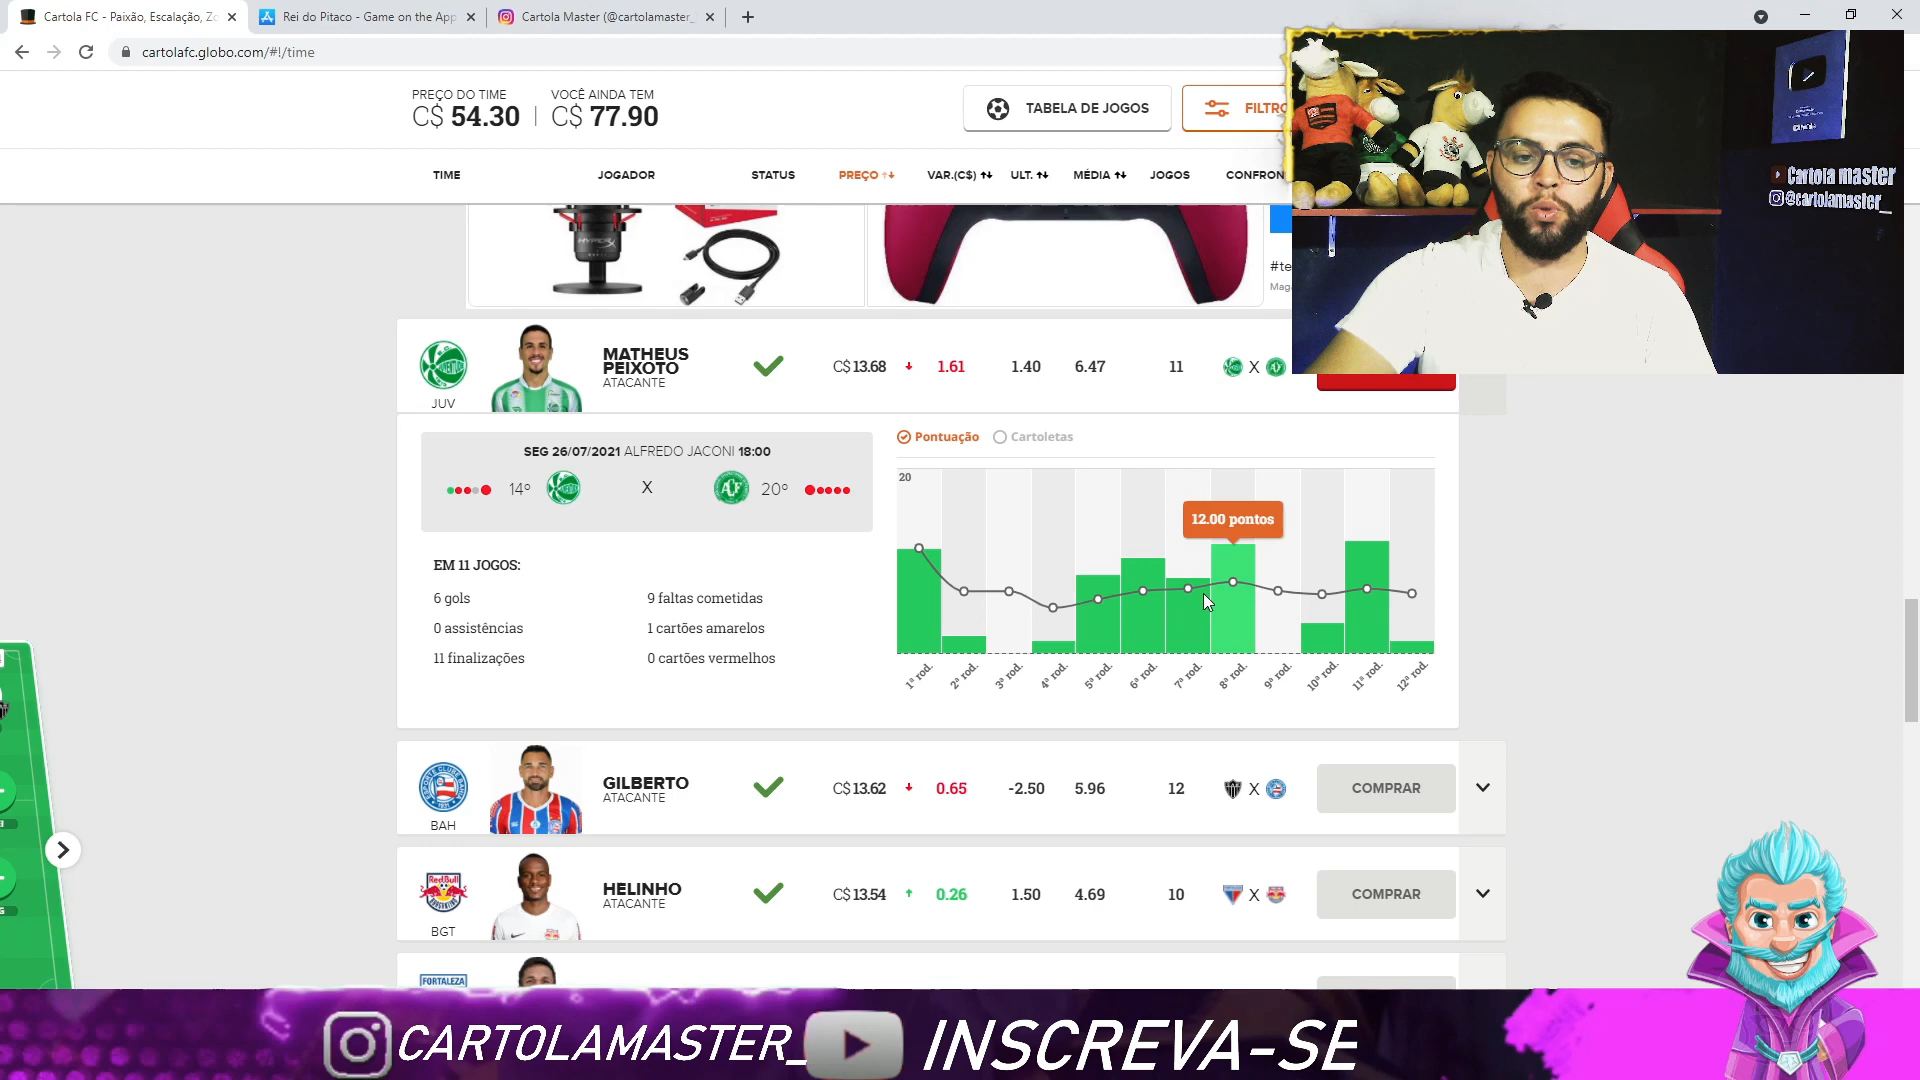 Cartola FC - Paixão, Escalação, Zo
Rei do Pitaco - Game on the App
Cartola Master (@cartolamaster_
cartolafc.globo.com/#!/time
PREÇO DO TIME
C$ 54.30
VOCÊ AINDA TEM
C$ 77.90
TABELA DE JOGOS
FILTRO
Cartola master
@cartolamaster_
TIME JOGADOR STATUS PREÇO VAR.(C$) ULT. MÉDIA JOGOS CONFRON
HYPERX
#te
Maga
JUV
MATHEUS
PEIXOTO
ATACANTE
C$ 13.68 1.61 1.40 6.47 11 X
SEG 26/07/2021 ALFREDO JACONI 18:00
14º X 20º
EM 11 JOGOS:
6 gols
9 faltas cometidas
0 assistências
1 cartões amarelos
11 finalizações
0 cartões vermelhos
Pontuação Cartoletas
20
12.00 pontos
1ª rod. 2ª rod. 3ª rod. 4ª rod. 5ª rod. 6ª rod. 7ª rod. 8ª rod. 9ª rod. 10ª rod. 11ª rod. 12ª rod.
BAH
GILBERTO
ATACANTE
C$ 13.62 0.65 -2.50 5.96 12 X
COMPRAR
RedBull
BGT
HELINHO
ATACANTE
C$ 13.54 0.26 1.50 4.69 10 X
COMPRAR
FORTALEZA
CARTOLAMASTER_
INSCREVA-SE